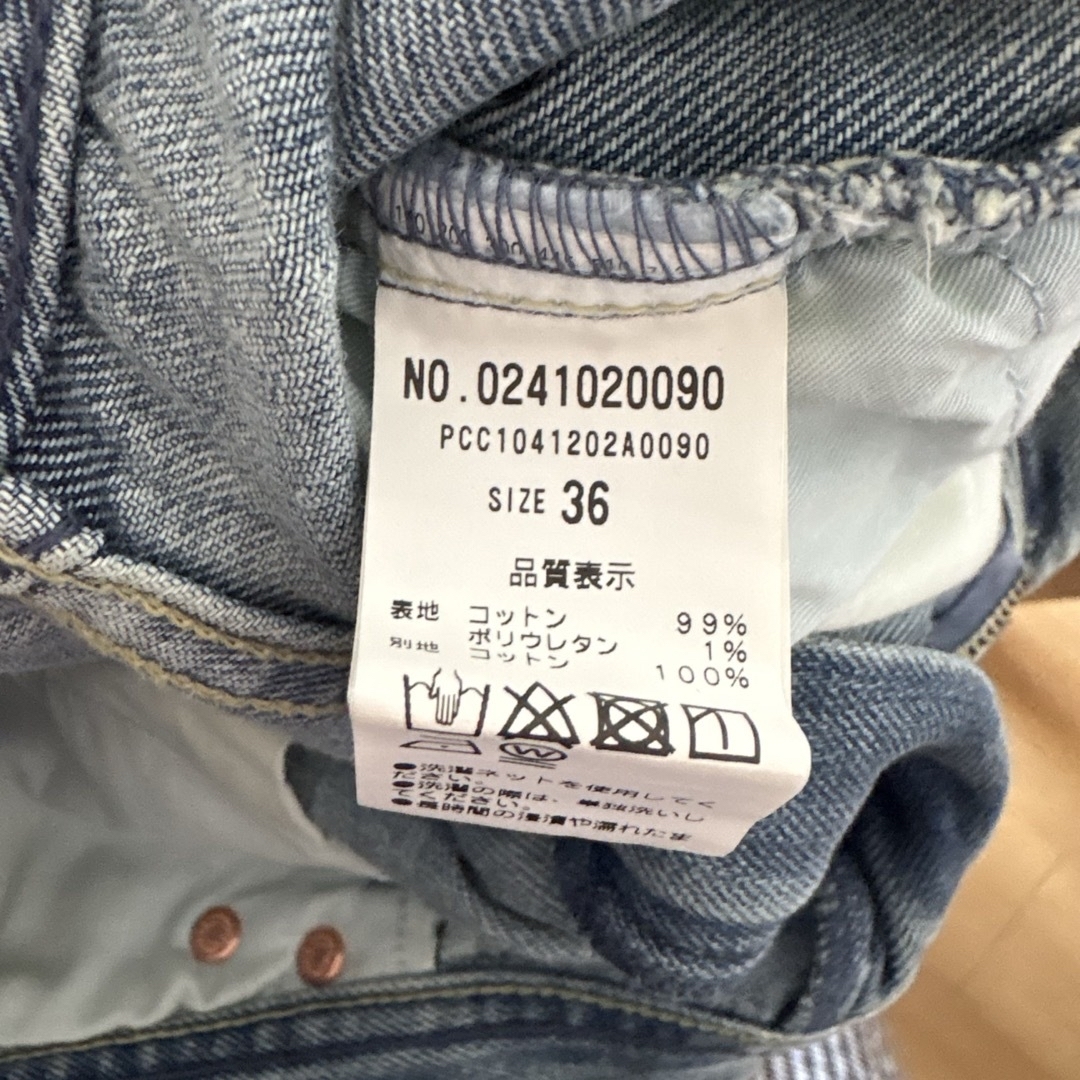 NO.0241020090
PCC1041202A0090
SIZE 36
品質表示
表地 コットン 99%
ポリウレタン 1%
別地 コットン 100%
W
●洗濯ネットを使用してく
ださい。
●洗濯の際は、単独洗いし
てください。
●長時間の浸漬や濡れたま